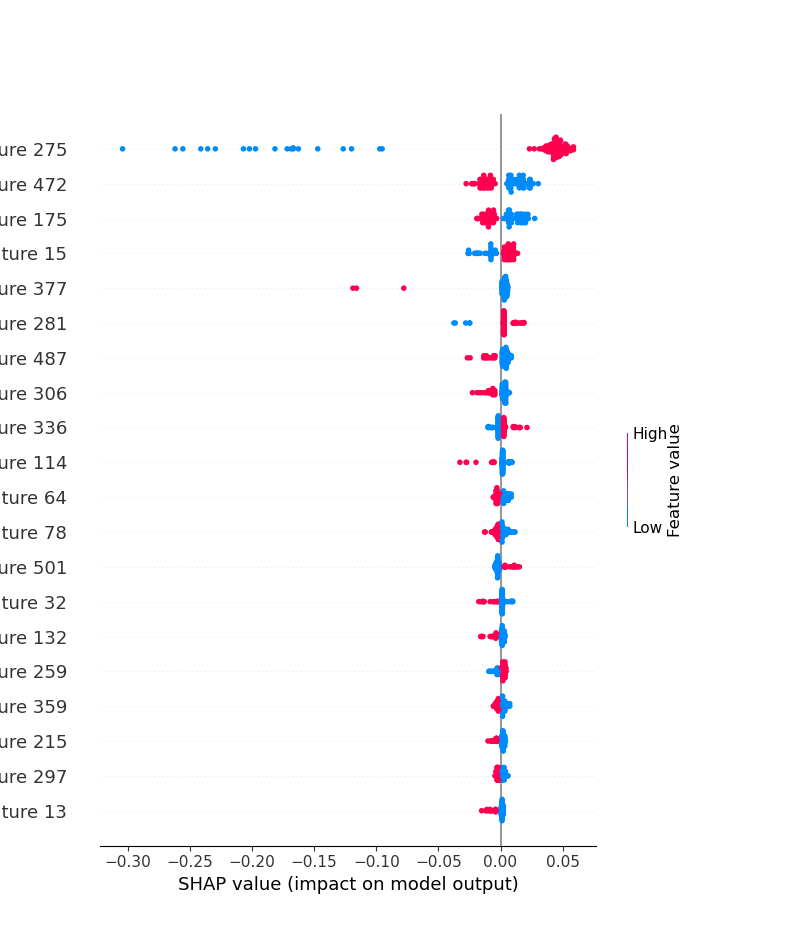 ure 275
ure 472
ure 175
ture 15
ure 377
ure 281
ure 487
ure 306
ure 336
ure 114
ture 64
ture 78
ure 501
ture 32
ure 132
ure 259
ure 359
ure 215
ure 297
ture 13
High
Low
Feature value
−0.30 −0.25 −0.20 −0.15 −0.10 −0.05 0.00 0.05
SHAP value (impact on model output)